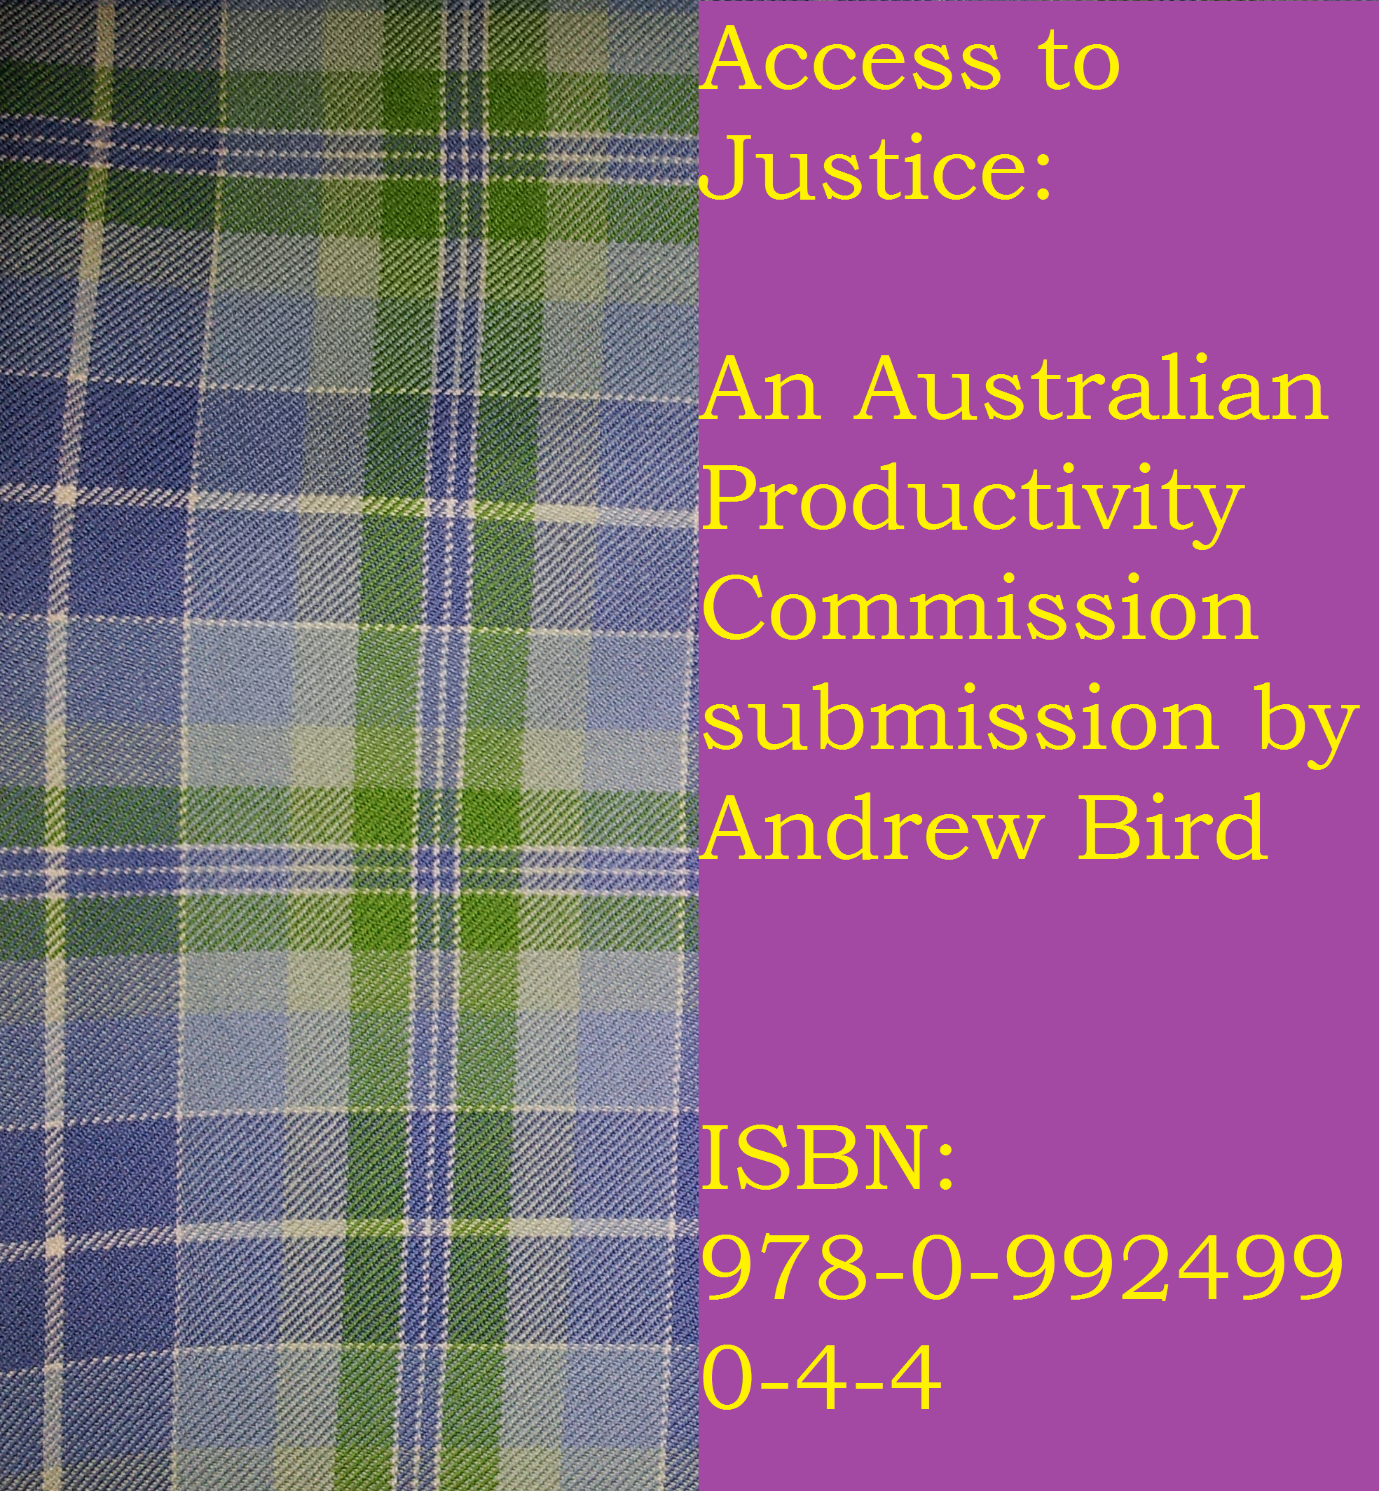 Access to
Justice:
An Australian
Productivity
Commission
submission by
Andrew Bird
ISBN:
978-0-992499
0-4-4